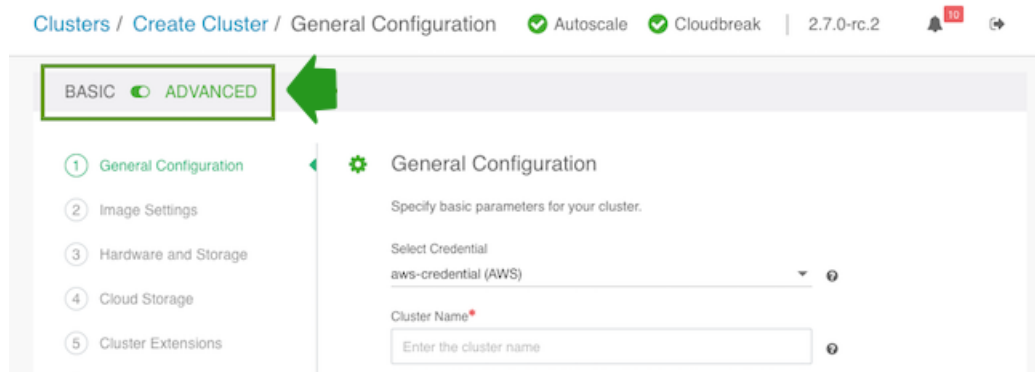 Clusters / Create Cluster / General Configuration Autoscale Cloudbreak | 2.7.0-rc.2 10
BASIC ADVANCED
1 General Configuration
2 Image Settings
3 Hardware and Storage
4 Cloud Storage
5 Cluster Extensions
General Configuration
Specify basic parameters for your cluster.
Select Credential
aws-credential (AWS)
Cluster Name*
Enter the cluster name